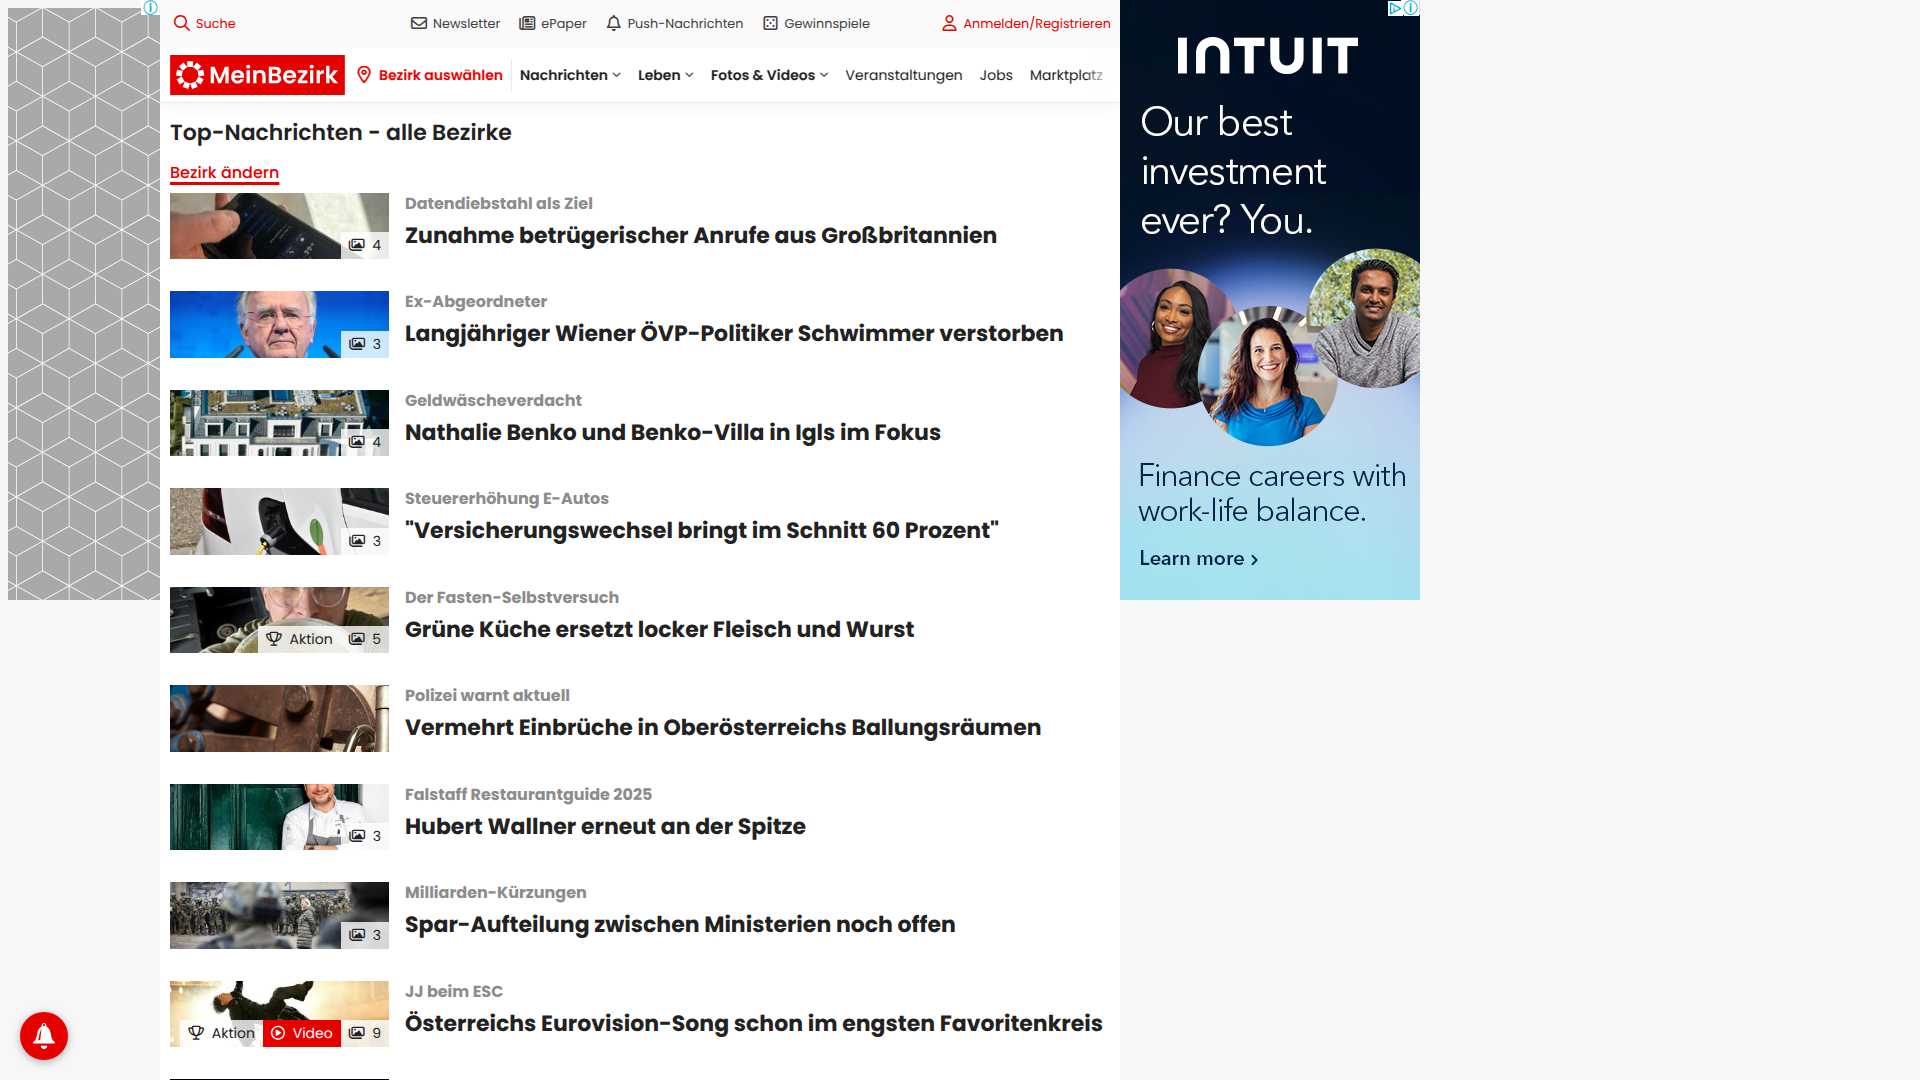 Suche
Newsletter
ePaper
Push-Nachrichten
Gewinnspiele
Anmelden/Registrieren
MeinBezirk
Bezirk auswählen
Nachrichten
Leben
Fotos & Videos
Veranstaltungen
Jobs
Marktplatz
Top-Nachrichten - alle Bezirke
Bezirk ändern
4
Datendiebstahl als Ziel
Zunahme betrügerischer Anrufe aus Großbritannien
3
Ex-Abgeordneter
Langjähriger Wiener ÖVP-Politiker Schwimmer verstorben
4
Geldwäscheverdacht
Nathalie Benko und Benko-Villa in Igls im Fokus
3
Steuererhöhung E-Autos
"Versicherungswechsel bringt im Schnitt 60 Prozent"
Aktion 5
Der Fasten-Selbstversuch
Grüne Küche ersetzt locker Fleisch und Wurst
Polizei warnt aktuell
Vermehrt Einbrüche in Oberösterreichs Ballungsräumen
3
Falstaff Restaurantguide 2025
Hubert Wallner erneut an der Spitze
3
Milliarden-Kürzungen
Spar-Aufteilung zwischen Ministerien noch offen
Aktion Video 9
JJ beim ESC
Österreichs Eurovision-Song schon im engsten Favoritenkreis
INTUIT
Our best
investment
ever? You.
Finance careers with
work-life balance.
Learn more >